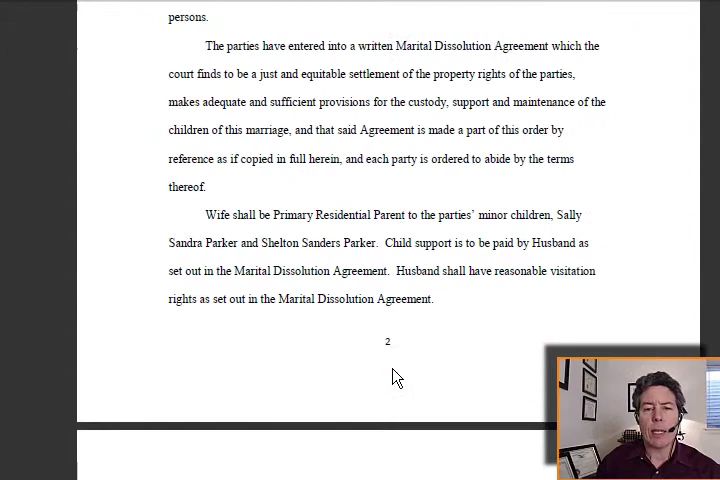 persons.
The parties have entered into a written Marital Dissolution Agreement which the
court finds to be a just and equitable settlement of the property rights of the parties,
makes adequate and sufficient provisions for the custody, support and maintenance of the
children of this marriage, and that said Agreement is made a part of this order by
reference as if copied in full herein, and each party is ordered to abide by the terms
thereof.
Wife shall be Primary Residential Parent to the parties’ minor children, Sally
Sandra Parker and Shelton Sanders Parker.  Child support is to be paid by Husband as
set out in the Marital Dissolution Agreement.  Husband shall have reasonable visitation
rights as set out in the Marital Dissolution Agreement.
2